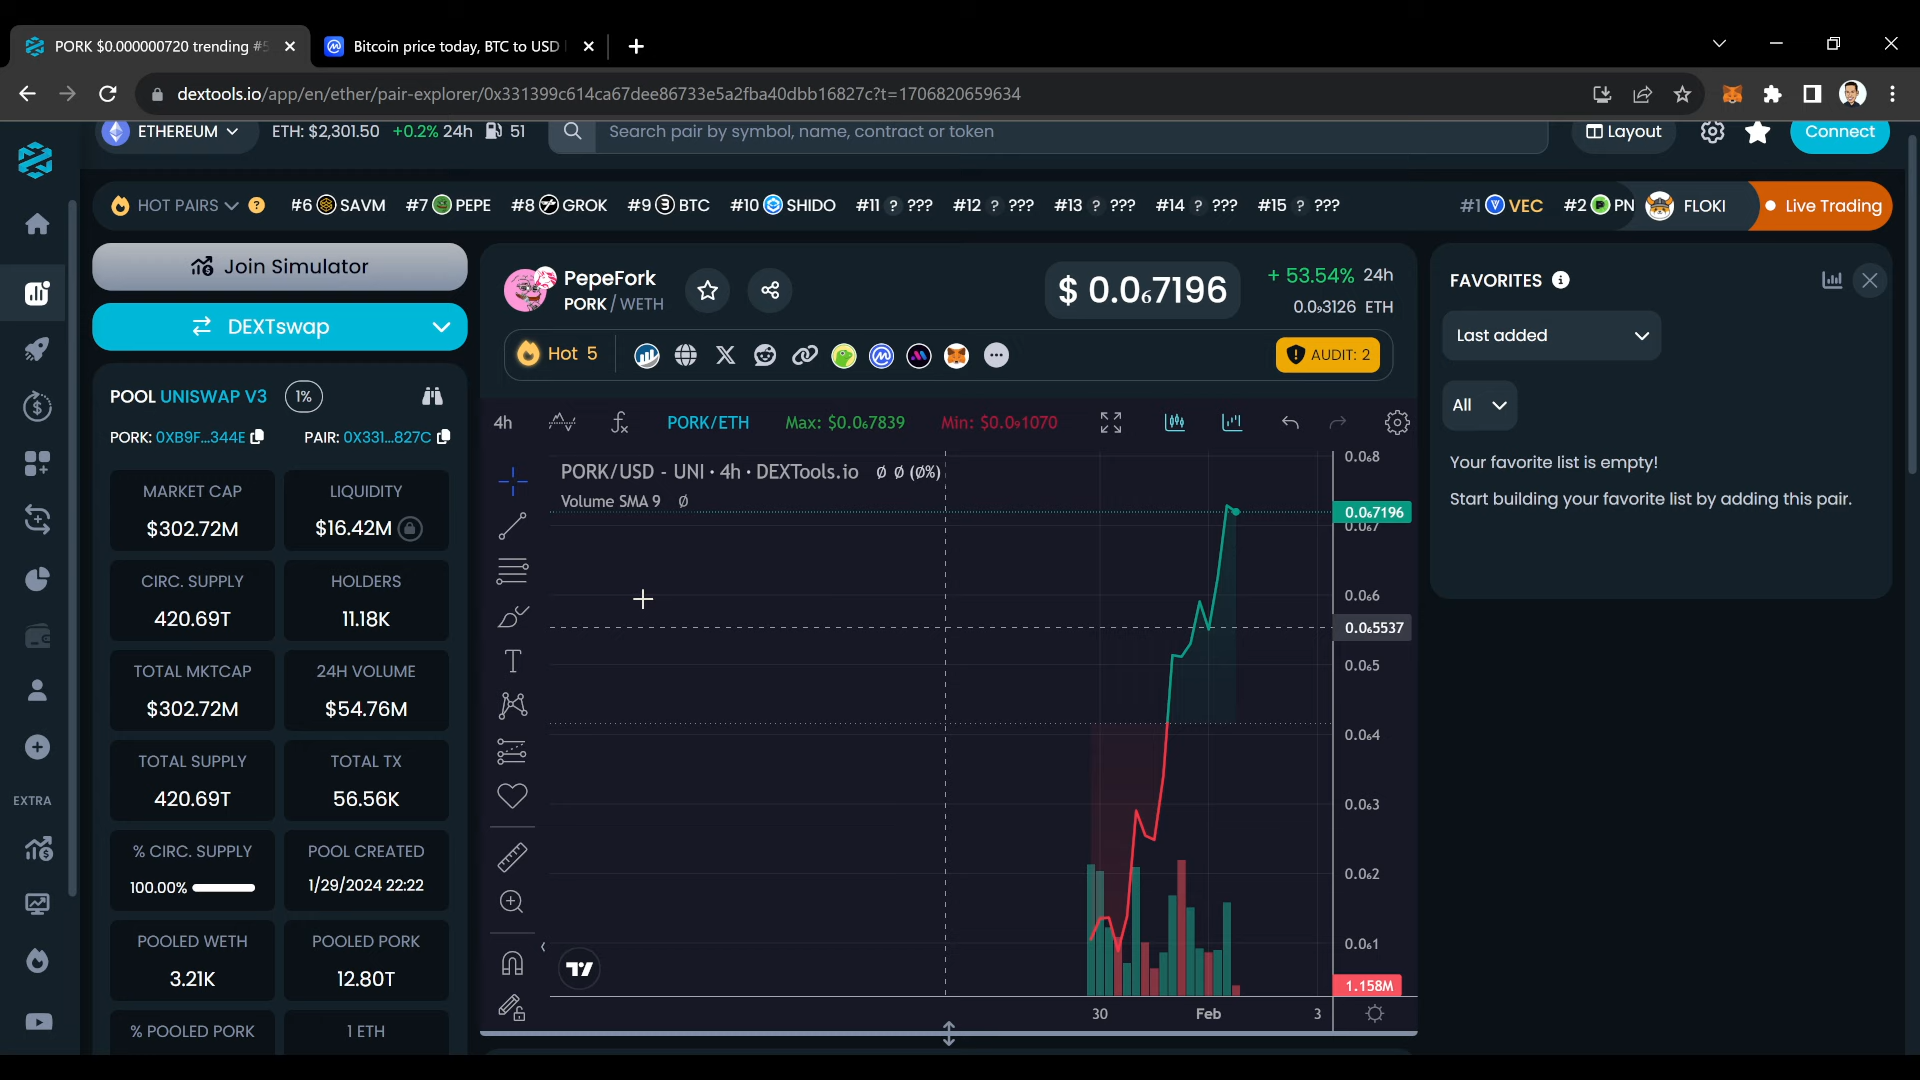 PORK $0.000000720 trending #5
Bitcoin price today, BTC to USD
dextools.io/app/en/ether/pair-explorer/0x331399c614ca67dee86733e5a2fba40dbb16827c?t=1706820659634
ETHEREUM ETH: $2,301.50 +0.2% 24h 51 Search pair by symbol, name, contract or token Layout Connect
HOT PAIRS ? #6 SAVM #7 PEPE #8 GROK #9 BTC #10 SHIDO #11 ? ??? #12 ? ??? #13 ? ??? #14 ? ??? #15 ? ??? #1 VEC #2 PN FLOKI Live Trading
Join Simulator
DEXTswap
POOL UNISWAP V3 1%
PORK: 0XB9F...344E PAIR: 0X331...827C
MARKET CAP LIQUIDITY
$302.72M $16.42M
CIRC. SUPPLY HOLDERS
420.69T 11.18K
TOTAL MKTCAP 24H VOLUME
$302.72M $54.76M
TOTAL SUPPLY TOTAL TX
420.69T 56.56K
% CIRC. SUPPLY POOL CREATED
100.00% 1/29/2024 22:22
POOLED WETH POOLED PORK
3.21K 12.80T
% POOLED PORK 1 ETH
EXTRA
PepeFork
PORK / WETH
$ 0.0₆7196
+ 53.54% 24h
0.0₉3126 ETH
Hot 5
AUDIT: 2
4h PORK/ETH Max: $0.0₆7839 Min: $0.0₉1070
PORK/USD - UNI · 4h · DEXTools.io ∅ ∅ (∅%)
Volume SMA 9 ∅
0.0₆8
0.0₆7196
0.0₆7
0.0₆6
0.0₆5537
0.0₆5
0.0₆4
0.0₆3
0.0₆2
0.0₆1
1.158M
30 Feb 3
FAVORITES
Last added
All
Your favorite list is empty!
Start building your favorite list by adding this pair.